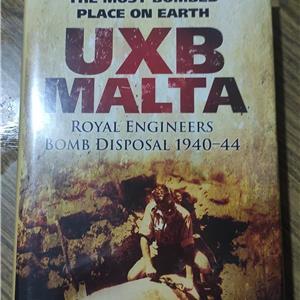 THE MOST BOMBED
PLACE ON EARTH
UXB
MALTA
ROYAL ENGINEERS
BOMB DISPOSAL 1940–44